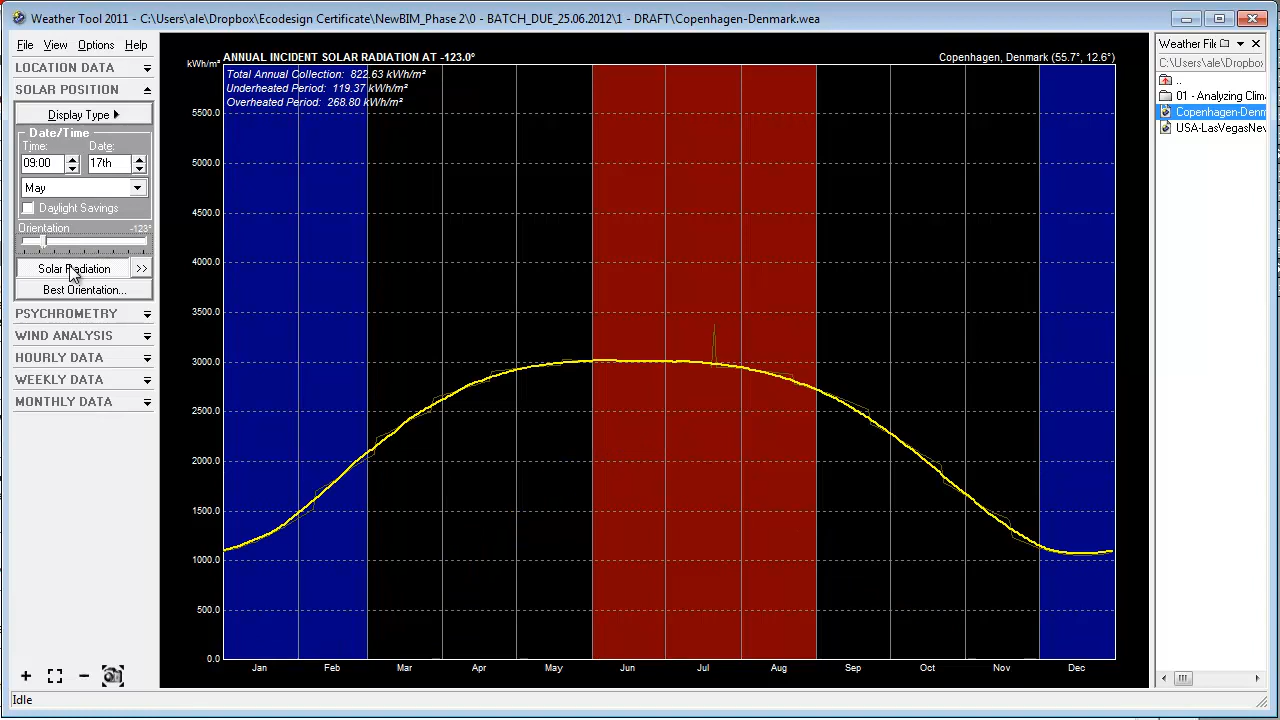 Weather Tool 2011 - C:\Users\ale\Dropbox\Ecodesign Certificate\NewBIM_Phase 2\0 - BATCH_DUE_25.06.2012\1 - DRAFT\Copenhagen-Denmark.wea
File View Options Help
LOCATION DATA
SOLAR POSITION
Display Type
Date/Time
Time: Date:
09:00 17th
May
Daylight Savings
Orientation -123°
Solar Radiation >>
Best Orientation...
PSYCHROMETRY
WIND ANALYSIS
HOURLY DATA
WEEKLY DATA
MONTHLY DATA
ANNUAL INCIDENT SOLAR RADIATION AT -123.0°
Copenhagen, Denmark (55.7°, 12.6°)
kWh/m²
Total Annual Collection: 822.63 kWh/m²
Underheated Period: 119.37 kWh/m²
Overheated Period: 268.80 kWh/m²
5500.0
5000.0
4500.0
4000.0
3500.0
3000.0
2500.0
2000.0
1500.0
1000.0
500.0
0.0
Jan Feb Mar Apr May Jun Jul Aug Sep Oct Nov Dec
Weather Fil
C:\Users\ale\Dropbox
..
01 - Analyzing Clim
Copenhagen-Denm
USA-LasVegasNev
Idle